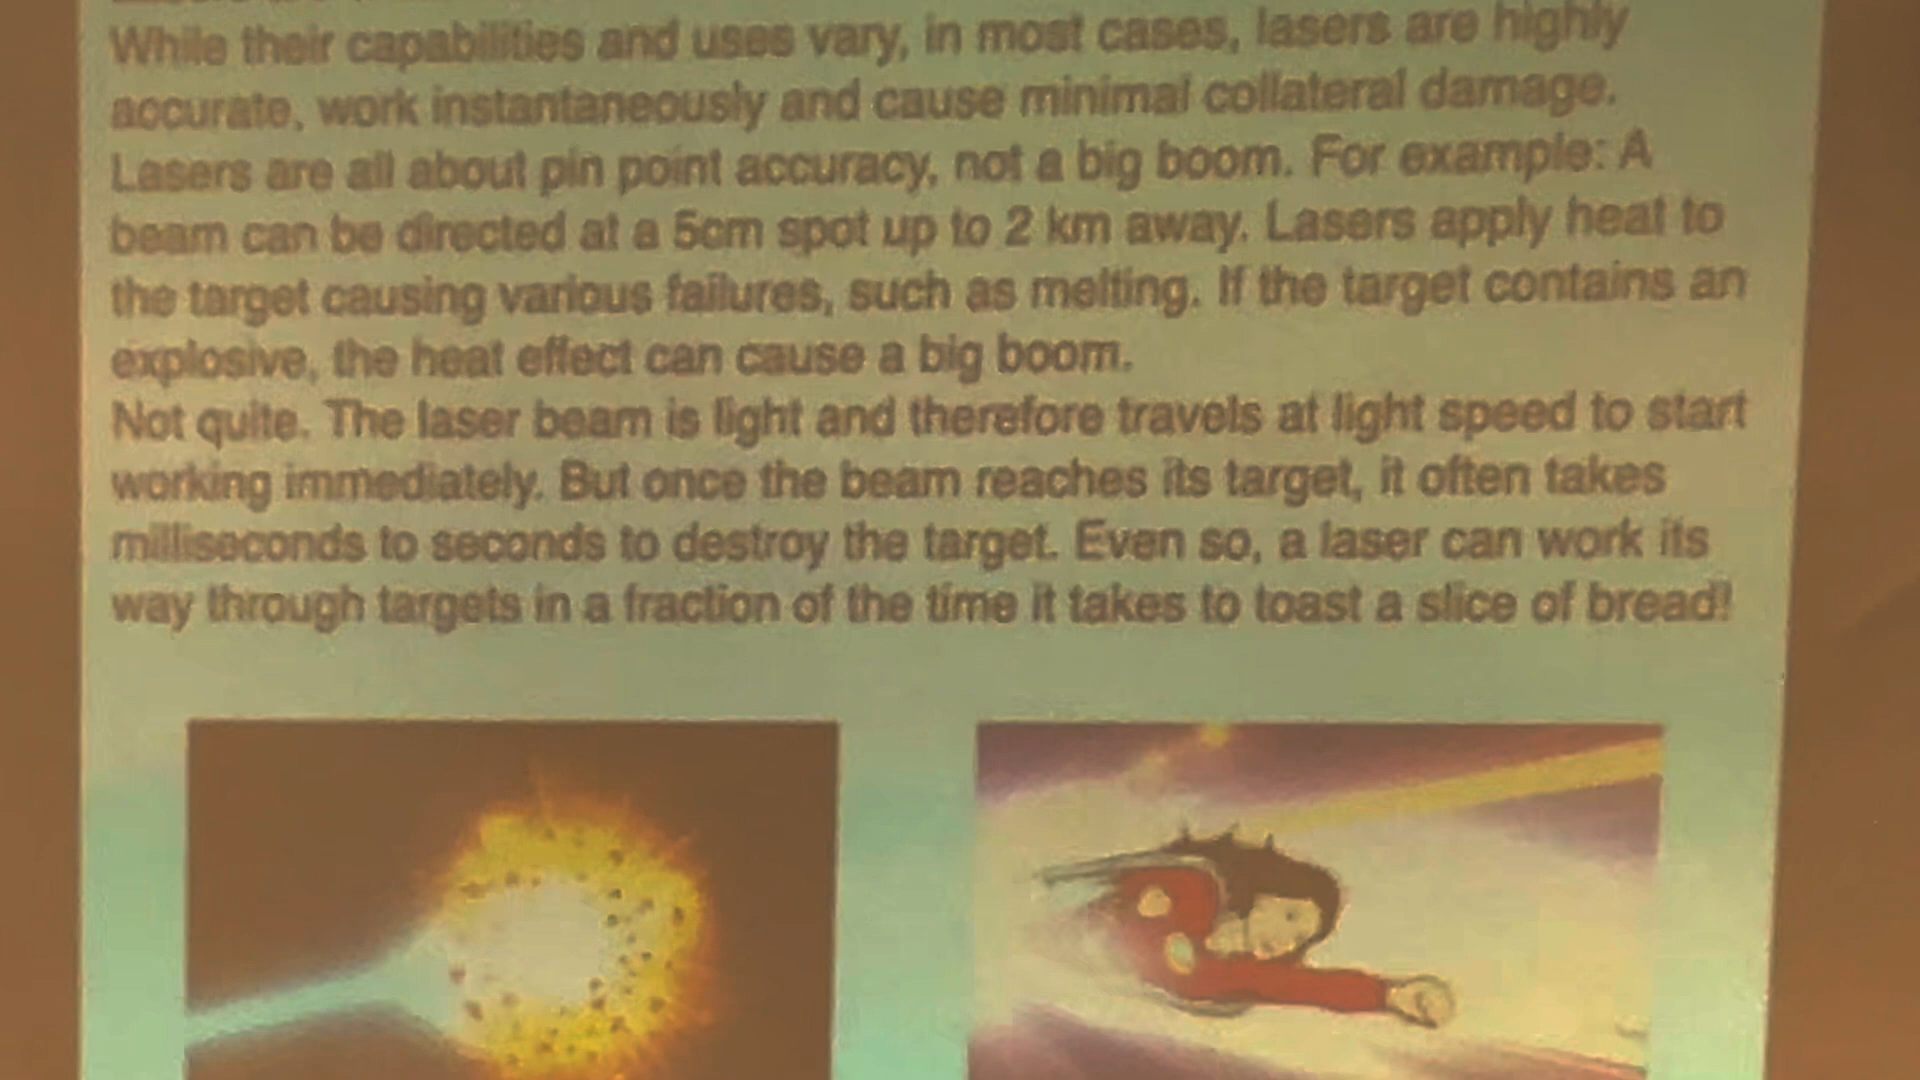 While their capabilities and uses vary, in most cases, lasers are highly
accurate, work instantaneously and cause minimal collateral damage.
Lasers are all about pin point accuracy, not a big boom. For example: A
beam can be directed at a 5cm spot up to 2 km away. Lasers apply heat to
the target causing various failures, such as melting. If the target contains an
explosive, the heat effect can cause a big boom.
Not quite. The laser beam is light and therefore travels at light speed to start
working immediately. But once the beam reaches its target, it often takes
milliseconds to seconds to destroy the target. Even so, a laser can work its
way through targets in a fraction of the time it takes to toast a slice of bread!